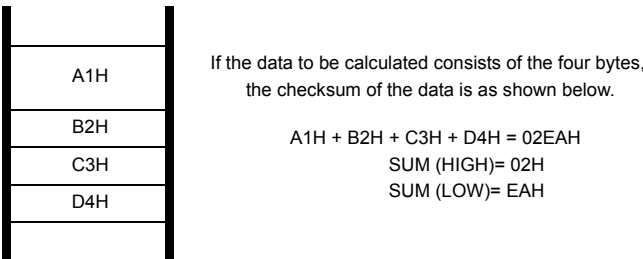 A1H
B2H
C3H
D4H
If the data to be calculated consists of the four bytes,
the checksum of the data is as shown below.
A1H + B2H + C3H + D4H = 02EAH
SUM (HIGH)= 02H
SUM (LOW)= EAH